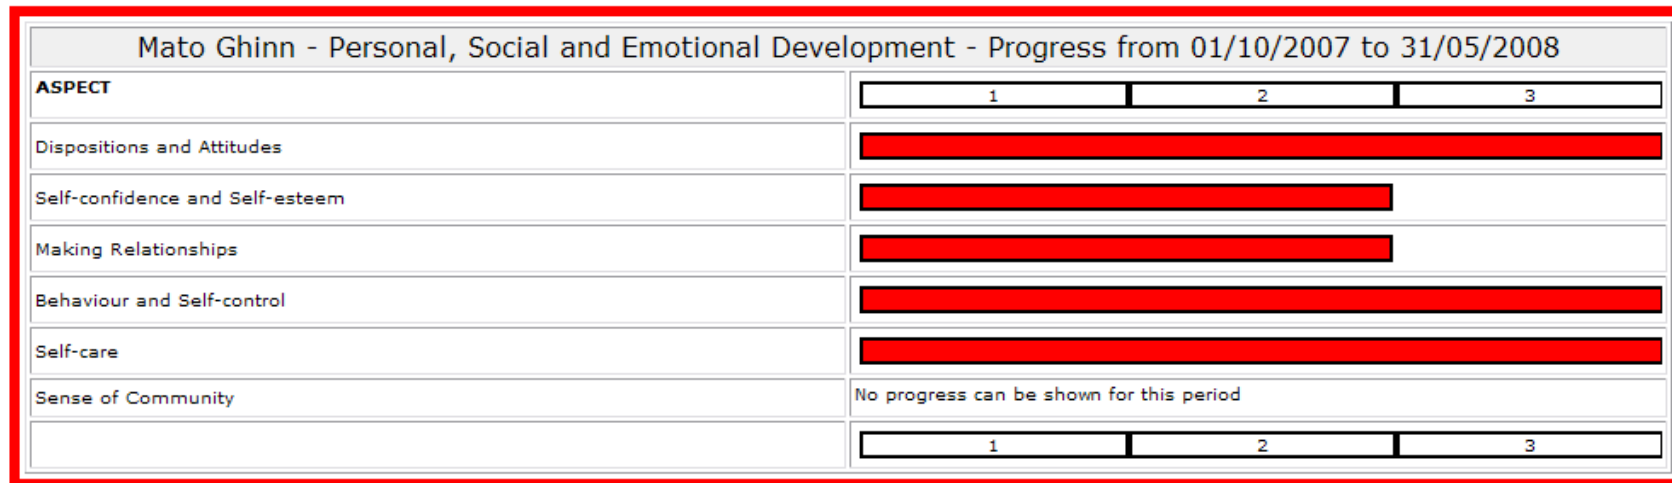 Mato Ghinn - Personal, Social and Emotional Development - Progress from 01/10/2007 to 31/05/2008
ASPECT
1 2 3
Dispositions and Attitudes
Self-confidence and Self-esteem
Making Relationships
Behaviour and Self-control
Self-care
Sense of Community No progress can be shown for this period
1 2 3